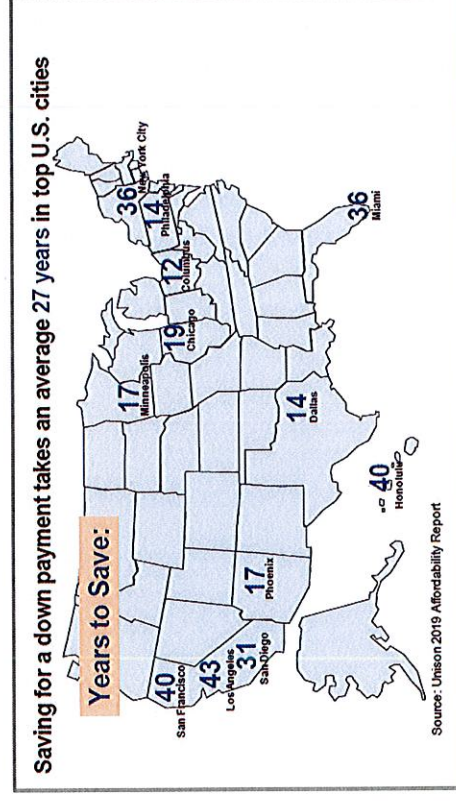 Saving for a down payment takes an average 27 years in top U.S. cities
Years to Save:
40
San Francisco
43
Los Angeles
31
San Diego
17
Phoenix
17
Minneapolis
19
Chicago
12
Columbus
36
New York City
14
Philadelphia
14
Dallas
36
Miami
40
Honolulu
Source: Unison 2019 Affordability Report